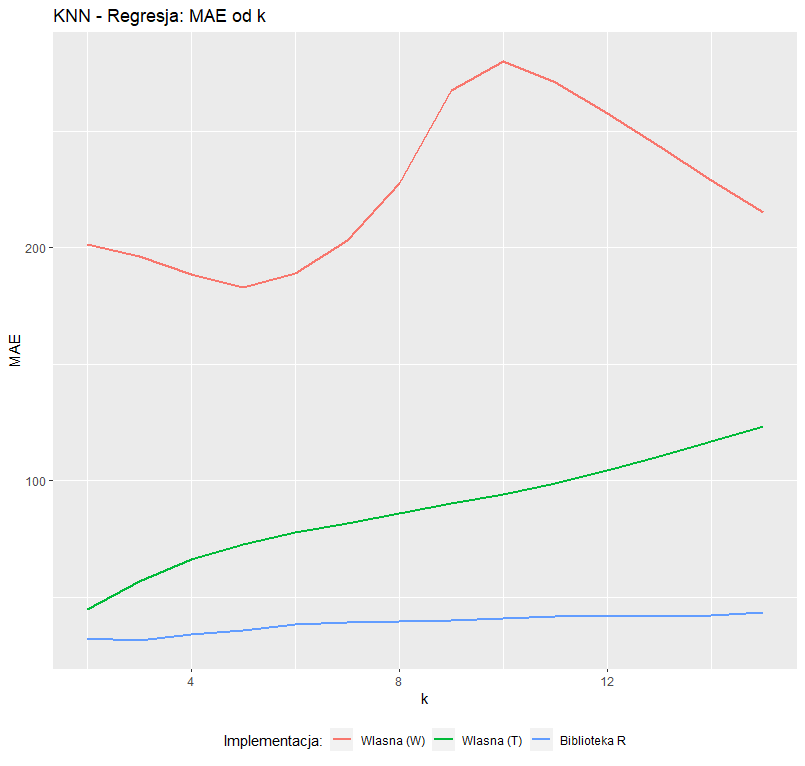 KNN - Regresja: MAE od k
MAE
200
100
4 8 12
k
Implementacja: Wlasna (W) Wlasna (T) Biblioteka R